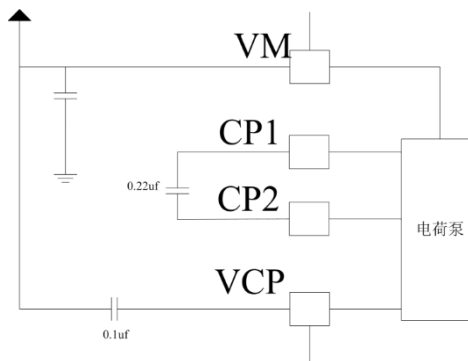 VM
CP1
0.22uf
CP2
电荷泵
VCP
0.1uf